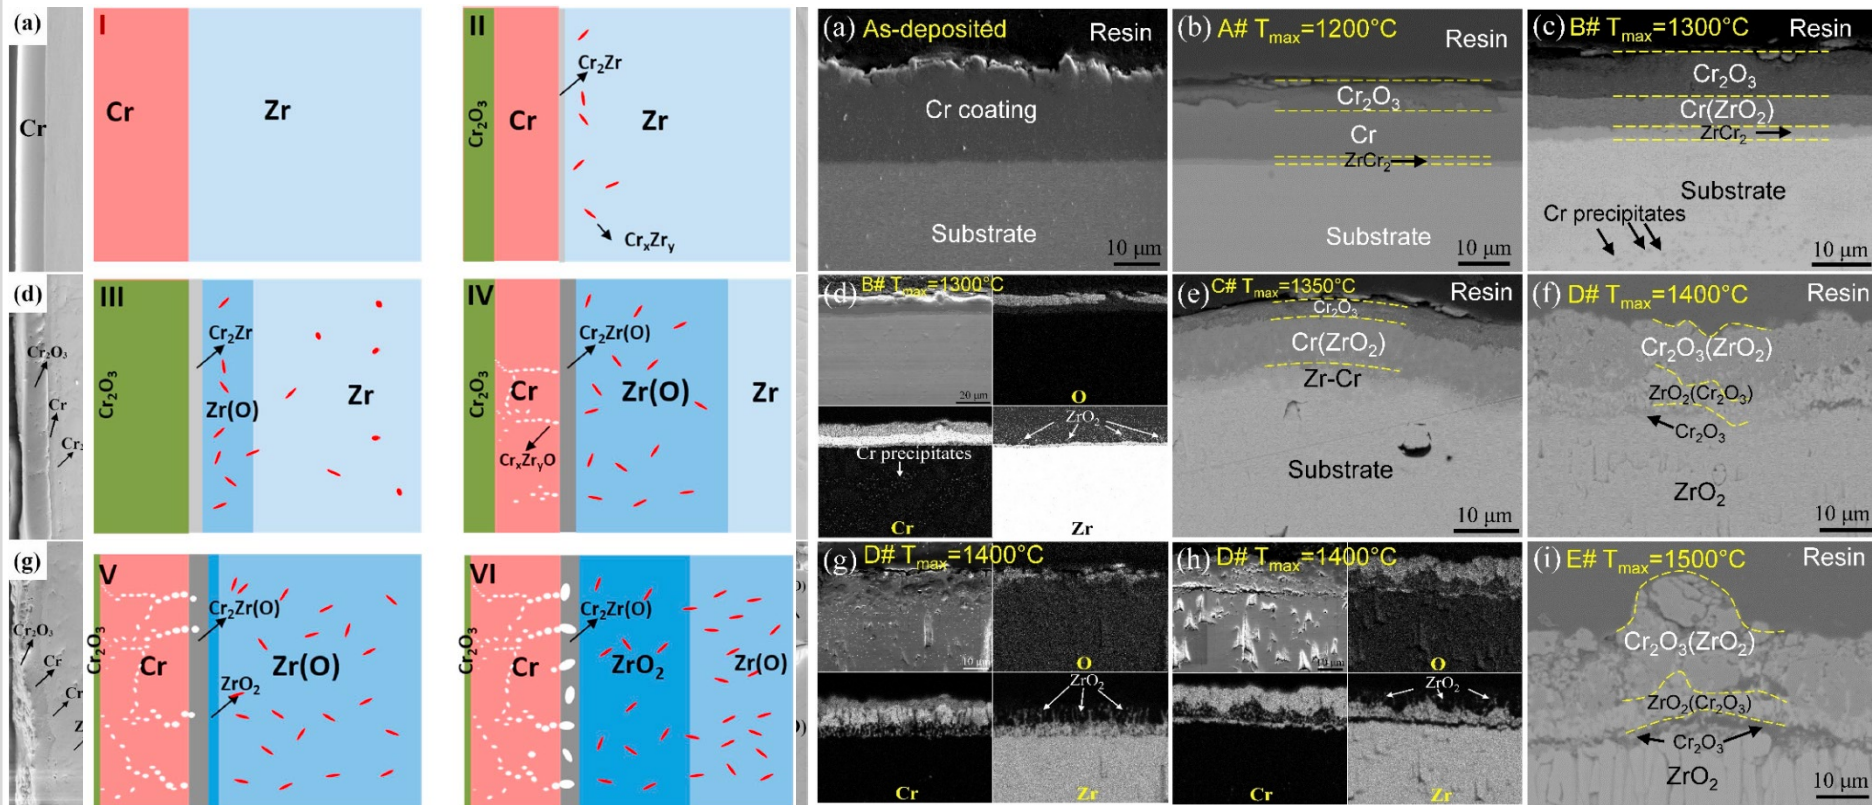 (a)
Cr
I
Cr
Zr
II
Cr₂O₃
Cr
Cr₂Zr
Zr
CrₓZrᵧ
(d)
Cr₂O₃
Cr
III
Cr₂O₃
Cr₂Zr
Zr(O)
Zr
IV
Cr₂O₃
Cr
CrₓZrᵧO
Cr₂Zr(O)
Zr(O)
Zr
(g)
Cr₂O₃
Cr
V
Cr₂O₃
Cr
Cr₂Zr(O)
ZrO₂
Zr(O)
VI
Cr₂O₃
Cr
Cr₂Zr(O)
ZrO₂
Zr(O)
(a) As-deposited Resin
Cr coating
Substrate
10 μm
(b) A# Tmax=1200°C
Resin
Cr₂O₃
Cr
ZrCr₂
Substrate
10 μm
(c) B# Tmax=1300°C
Resin
Cr₂O₃
Cr(ZrO₂)
ZrCr₂
Substrate
Cr precipitates
10 μm
(d) B# Tmax=1300°C
20 μm
O
Cr precipitates
Cr
ZrO₂
Zr
(e) C# Tmax=1350°C
Resin
Cr₂O₃
Cr(ZrO₂)
Zr-Cr
Substrate
10 μm
(f) D# Tmax=1400°C
Resin
Cr₂O₃(ZrO₂)
ZrO₂(Cr₂O₃)
Cr₂O₃
ZrO₂
10 μm
(g) D# Tmax=1400°C
10 μm
O
Cr
ZrO₂
Zr
(h) D# Tmax=1400°C
10 μm
O
Cr
ZrO₂
Zr
(i) E# Tmax=1500°C
Resin
Cr₂O₃(ZrO₂)
ZrO₂(Cr₂O₃)
Cr₂O₃
ZrO₂
10 μm